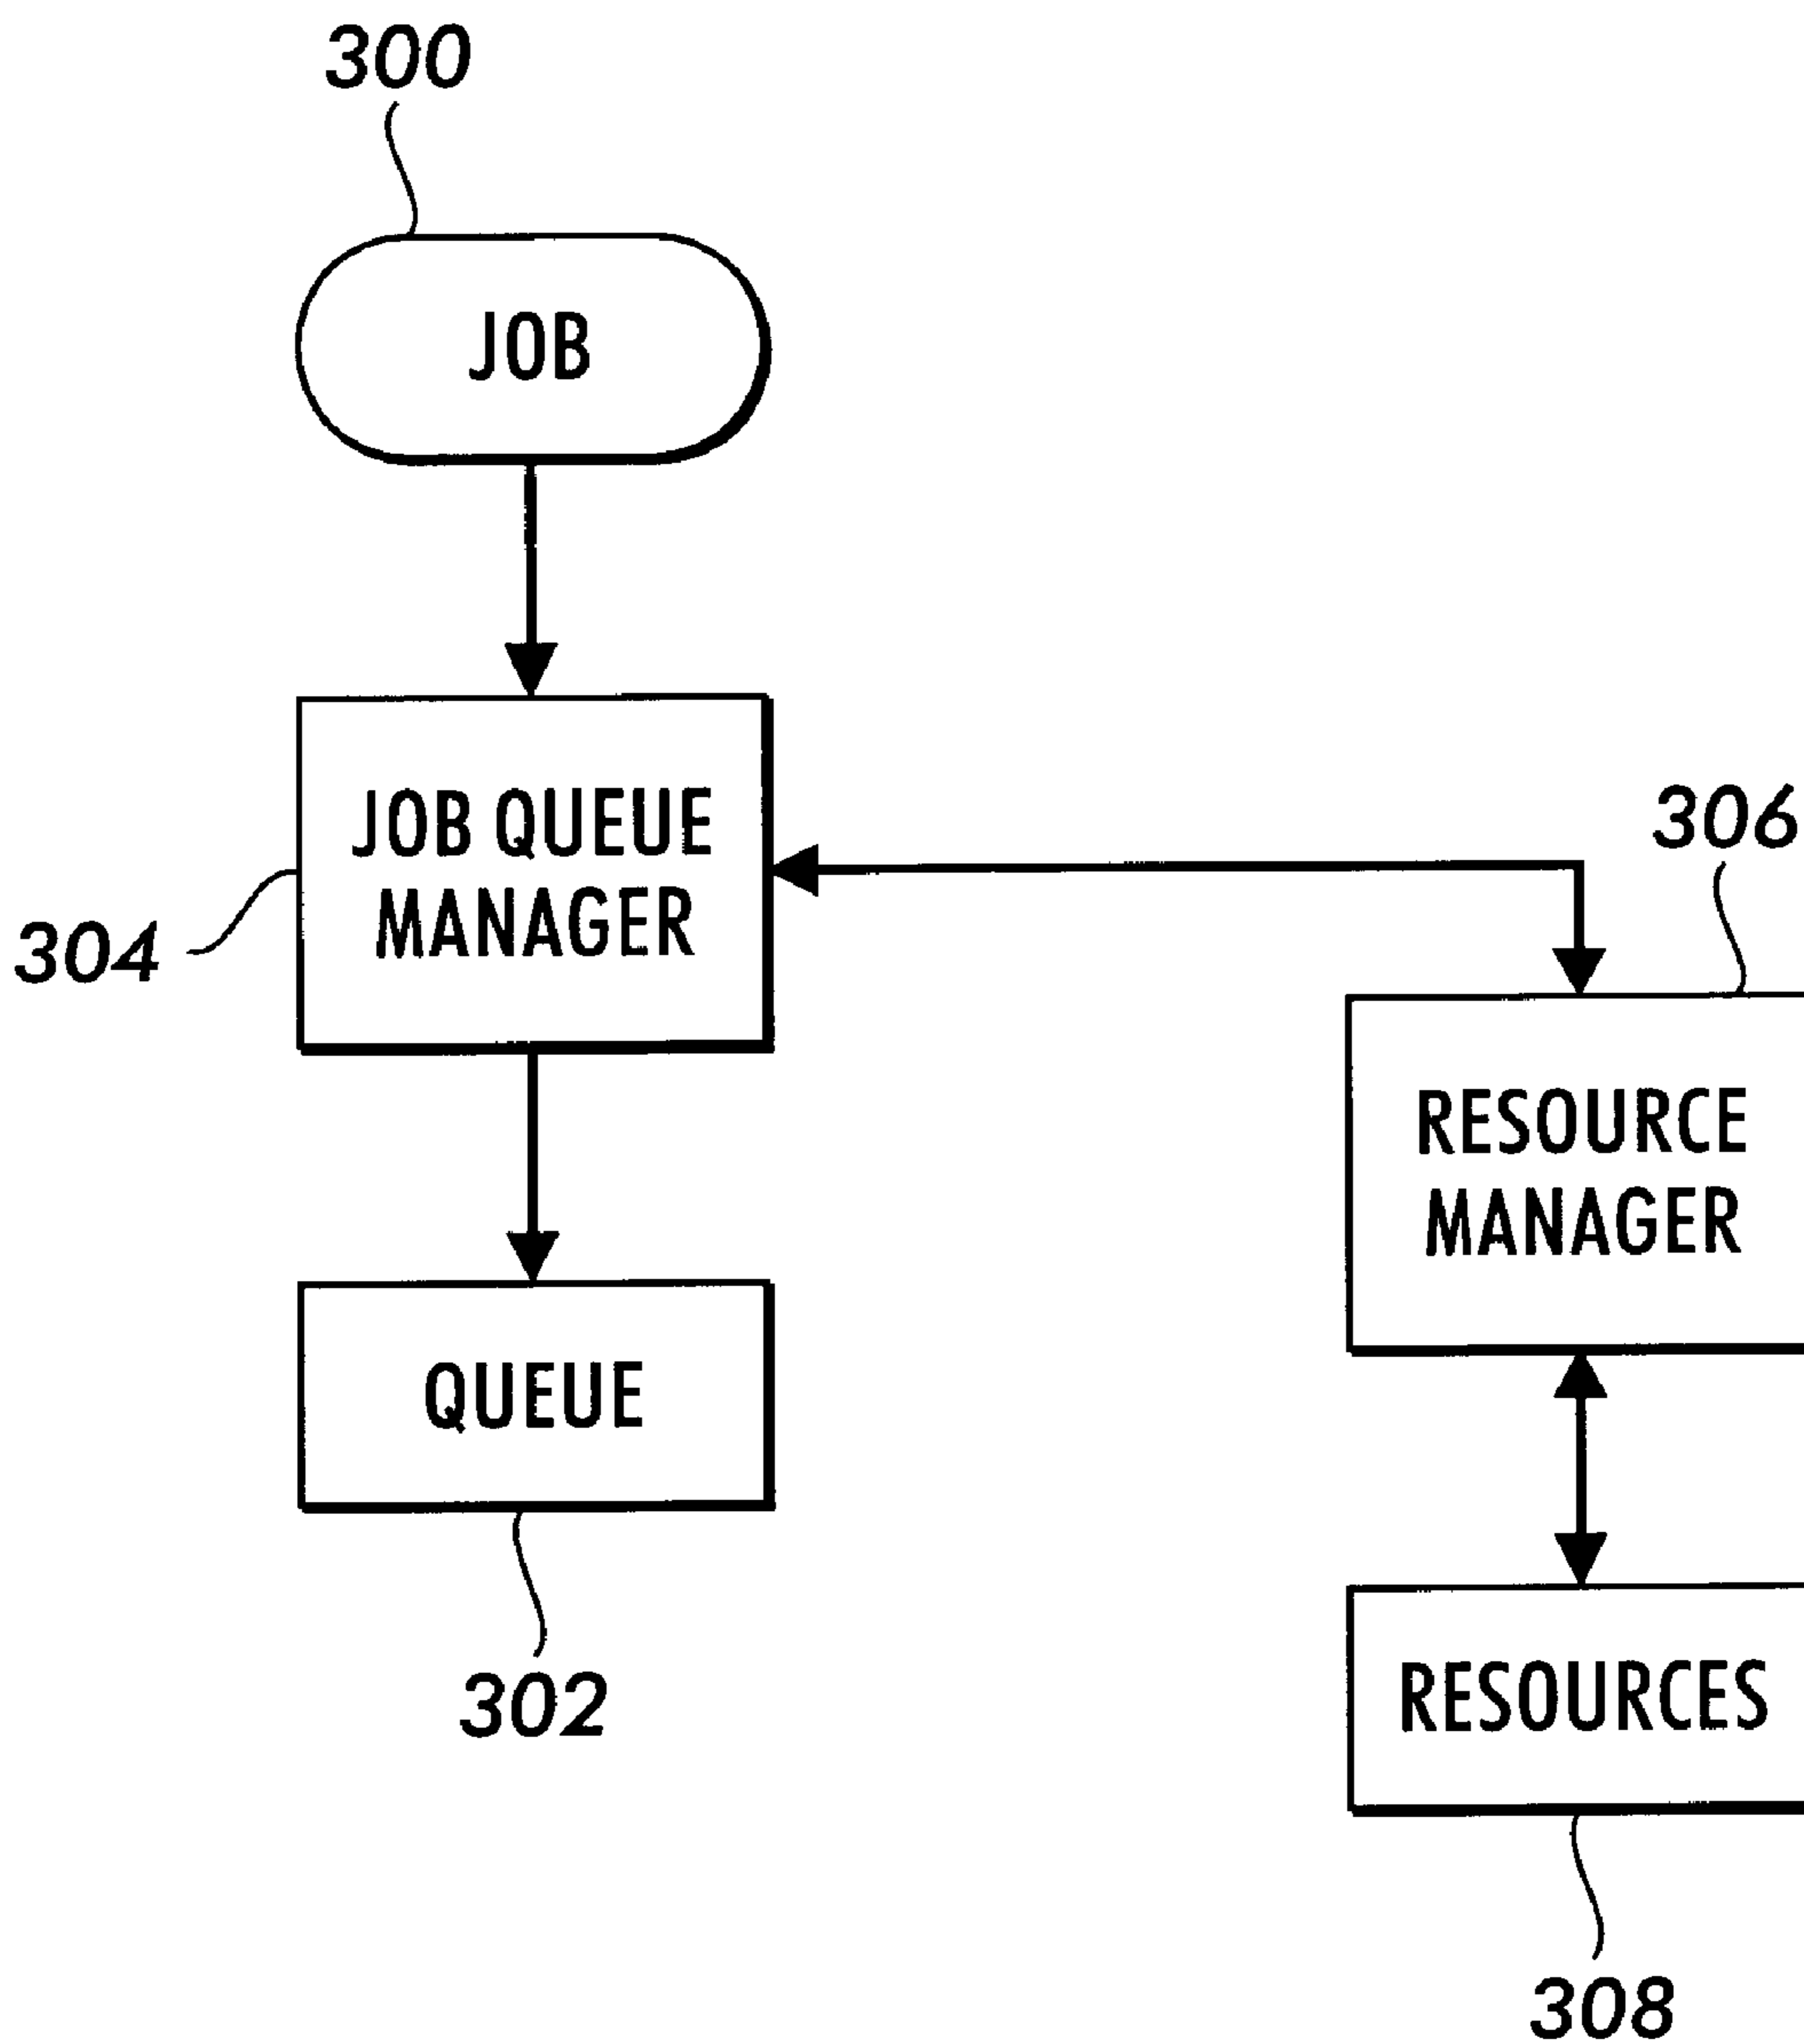 300
JOB
JOB QUEUE
MANAGER
304
306
RESOURCE
MANAGER
QUEUE
302
RESOURCES
308